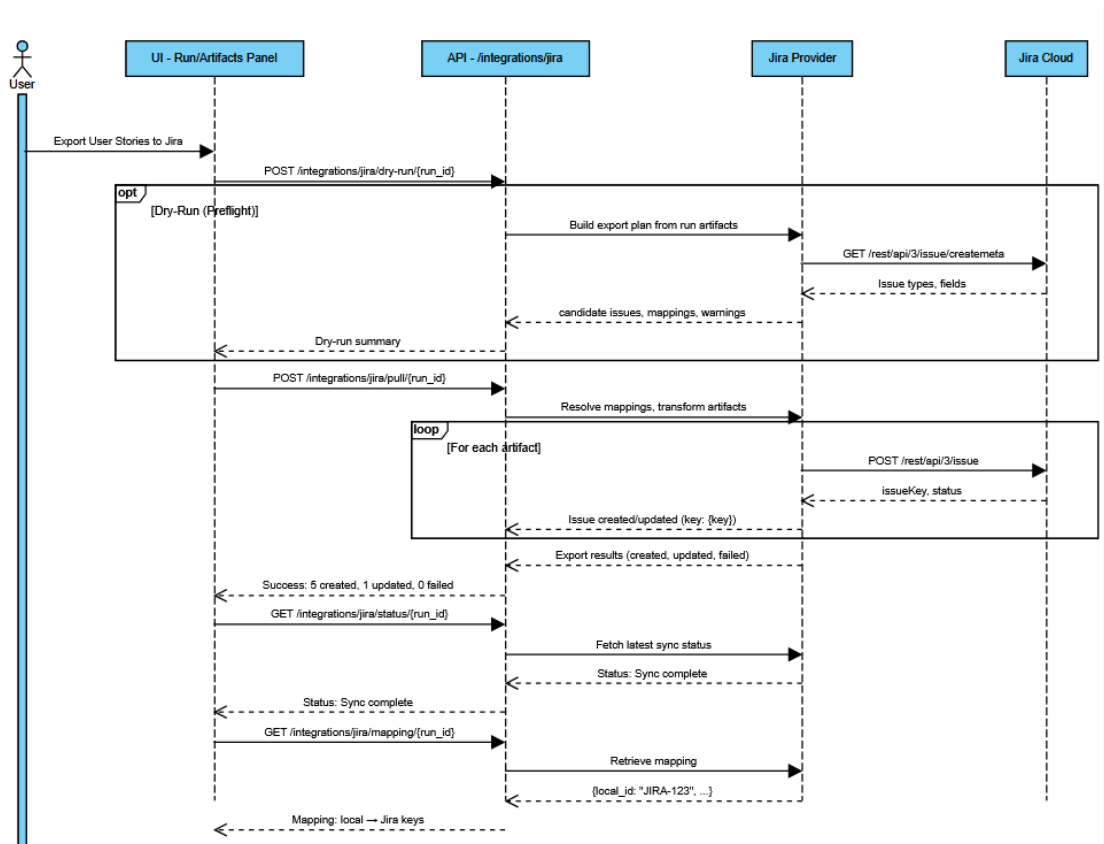 UI - Run/Artifacts Panel
API - /integrations/jira
Jira Provider
Jira Cloud
User
Export User Stories to Jira
POST /integrations/jira/dry-run/{run_id}
opt
[Dry-Run (Preflight)]
Build export plan from run artifacts
GET /rest/api/3/issue/createmeta
Issue types, fields
candidate issues, mappings, warnings
Dry-run summary
POST /integrations/jira/pull/{run_id}
Resolve mappings, transform artifacts
loop
[For each artifact]
POST /rest/api/3/issue
issueKey, status
Issue created/updated (key: {key})
Export results (created, updated, failed)
Success: 5 created, 1 updated, 0 failed
GET /integrations/jira/status/{run_id}
Fetch latest sync status
Status: Sync complete
Status: Sync complete
GET /integrations/jira/mapping/{run_id}
Retrieve mapping
{local_id: "JIRA-123", ...}
Mapping: local → Jira keys